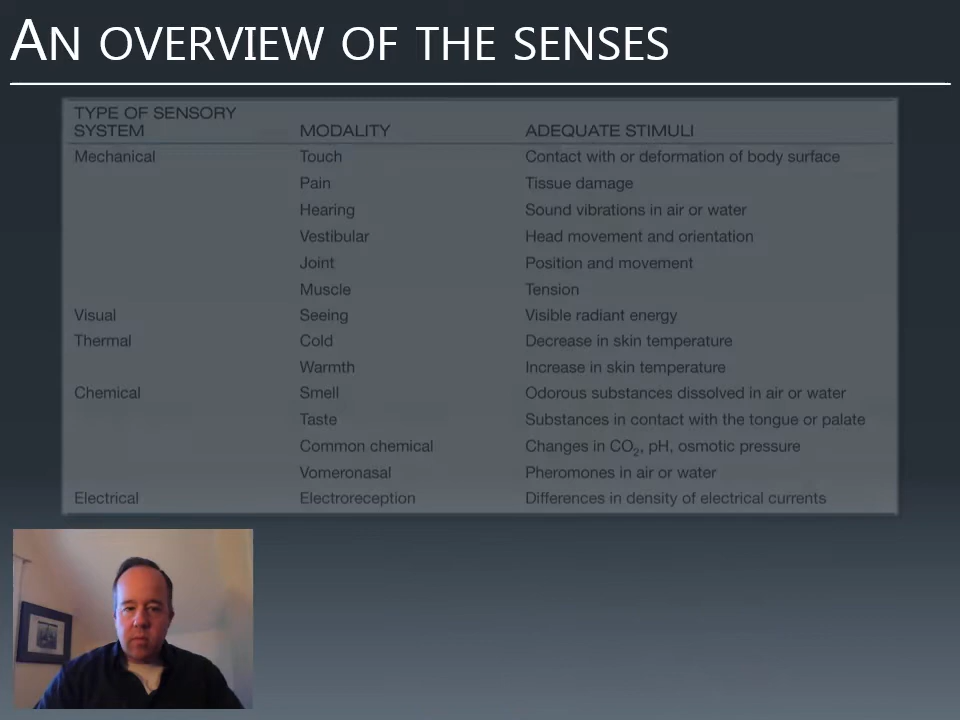 AN OVERVIEW OF THE SENSES
TYPE OF SENSORY SYSTEM MODALITY ADEQUATE STIMULI
Mechanical Touch Contact with or deformation of body surface
Pain Tissue damage
Hearing Sound vibrations in air or water
Vestibular Head movement and orientation
Joint Position and movement
Muscle Tension
Visual Seeing Visible radiant energy
Thermal Cold Decrease in skin temperature
Warmth Increase in skin temperature
Chemical Smell Odorous substances dissolved in air or water
Taste Substances in contact with the tongue or palate
Common chemical Changes in CO₂, pH, osmotic pressure
Vomeronasal Pheromones in air or water
Electrical Electroreception Differences in density of electrical currents